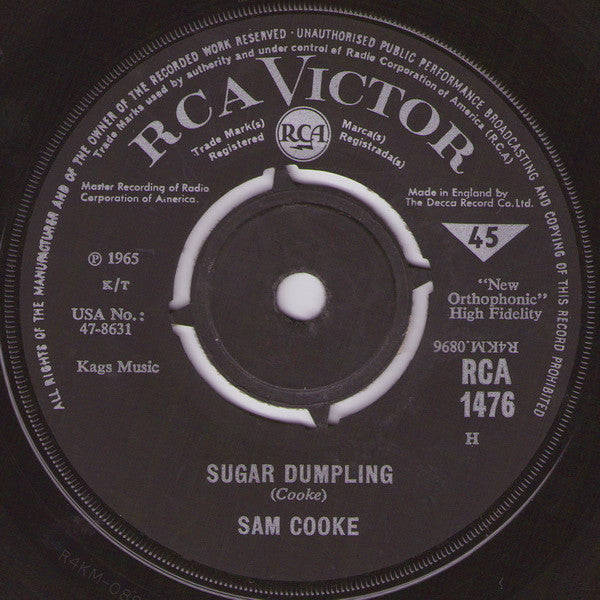 ALL RIGHTS OF THE MANUFACTURER AND OF THE OWNER OF THE RECORDED WORK RESERVED · UNAUTHORISED PUBLIC PERFORMANCE BROADCASTING AND COPYING OF THIS RECORD PROHIBITED
Trade Marks used by authority and under control of Radio Corporation of America (R.C.A)
RCA VICTOR
Trade Mark(s)
Registered
RCA
Marca(s)
Registrada(s)
Master Recording of Radio
Corporation of America.
Made in England by
The Decca Record Co. Ltd.
45
℗ 1965
K/T
USA No.:
47-8631
Kags Music
"New
Orthophonic"
High Fidelity
R4KM.0896
RCA
1476
H
SUGAR DUMPLING
(Cooke)
SAM COOKE